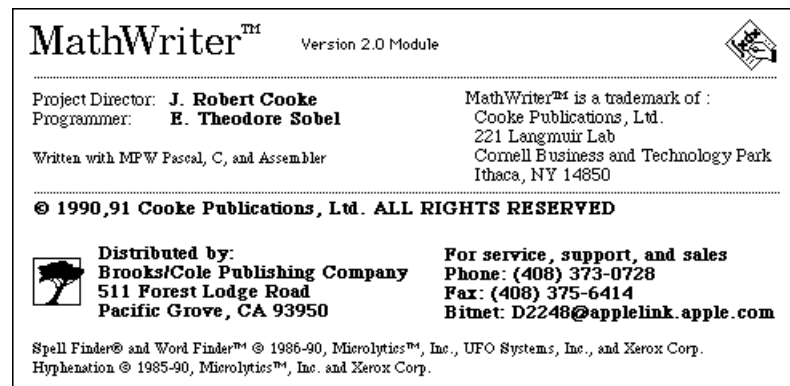 MathWriter™ Version 2.0 Module
Project Director: J. Robert Cooke
Programmer: E. Theodore Sobel
Written with MPW Pascal, C, and Assembler
MathWriter™ is a trademark of :
Cooke Publications, Ltd.
221 Langmuir Lab
Cornell Business and Technology Park
Ithaca, NY 14850
© 1990,91 Cooke Publications, Ltd. ALL RIGHTS RESERVED
Distributed by:
Brooks/Cole Publishing Company
511 Forest Lodge Road
Pacific Grove, CA 93950
For service, support, and sales
Phone: (408) 373-0728
Fax: (408) 375-6414
Bitnet: D2248@applelink.apple.com
Spell Finder® and Word Finder™ © 1986-90, Microlytics™, Inc., UFO Systems, Inc., and Xerox Corp.
Hyphenation © 1985-90, Microlytics™, Inc. and Xerox Corp.